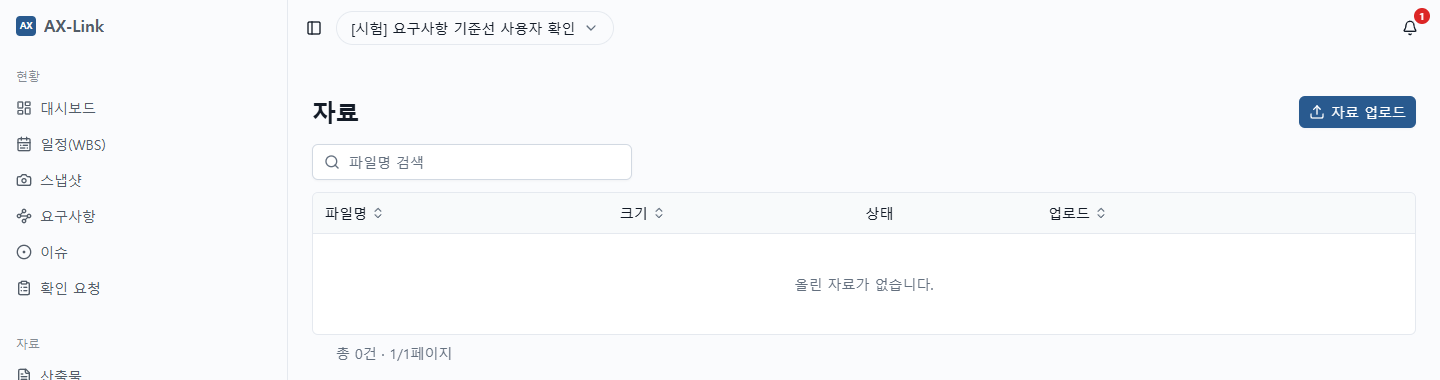 AX AX-Link
[시험] 요구사항 기준선 사용자 확인
1
현황
대시보드
일정(WBS)
스냅샷
요구사항
이슈
확인 요청
자료
산출물
자료
자료 업로드
파일명 검색
파일명 크기 상태 업로드
올린 자료가 없습니다.
총 0건 · 1/1페이지